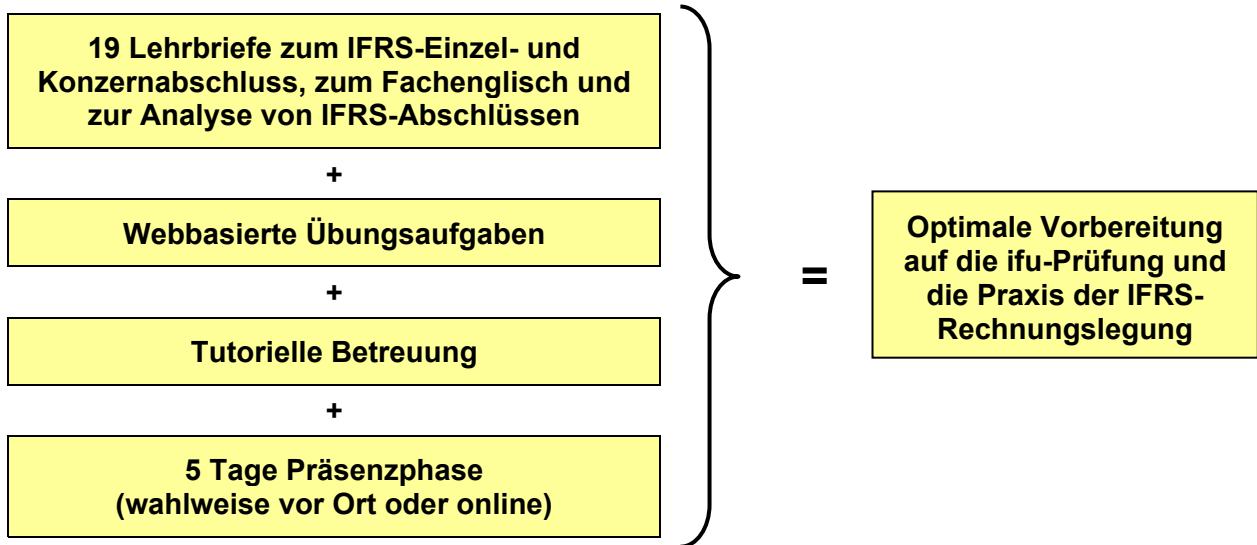 19 Lehrbriefe zum IFRS-Einzel- und
Konzernabschluss, zum Fachenglisch und
zur Analyse von IFRS-Abschlüssen
+
Webbasierte Übungsaufgaben
+
Tutorielle Betreuung
+
5 Tage Präsenzphase
(wahlweise vor Ort oder online)
=
Optimale Vorbereitung
auf die ifu-Prüfung und
die Praxis der IFRS-
Rechnungslegung